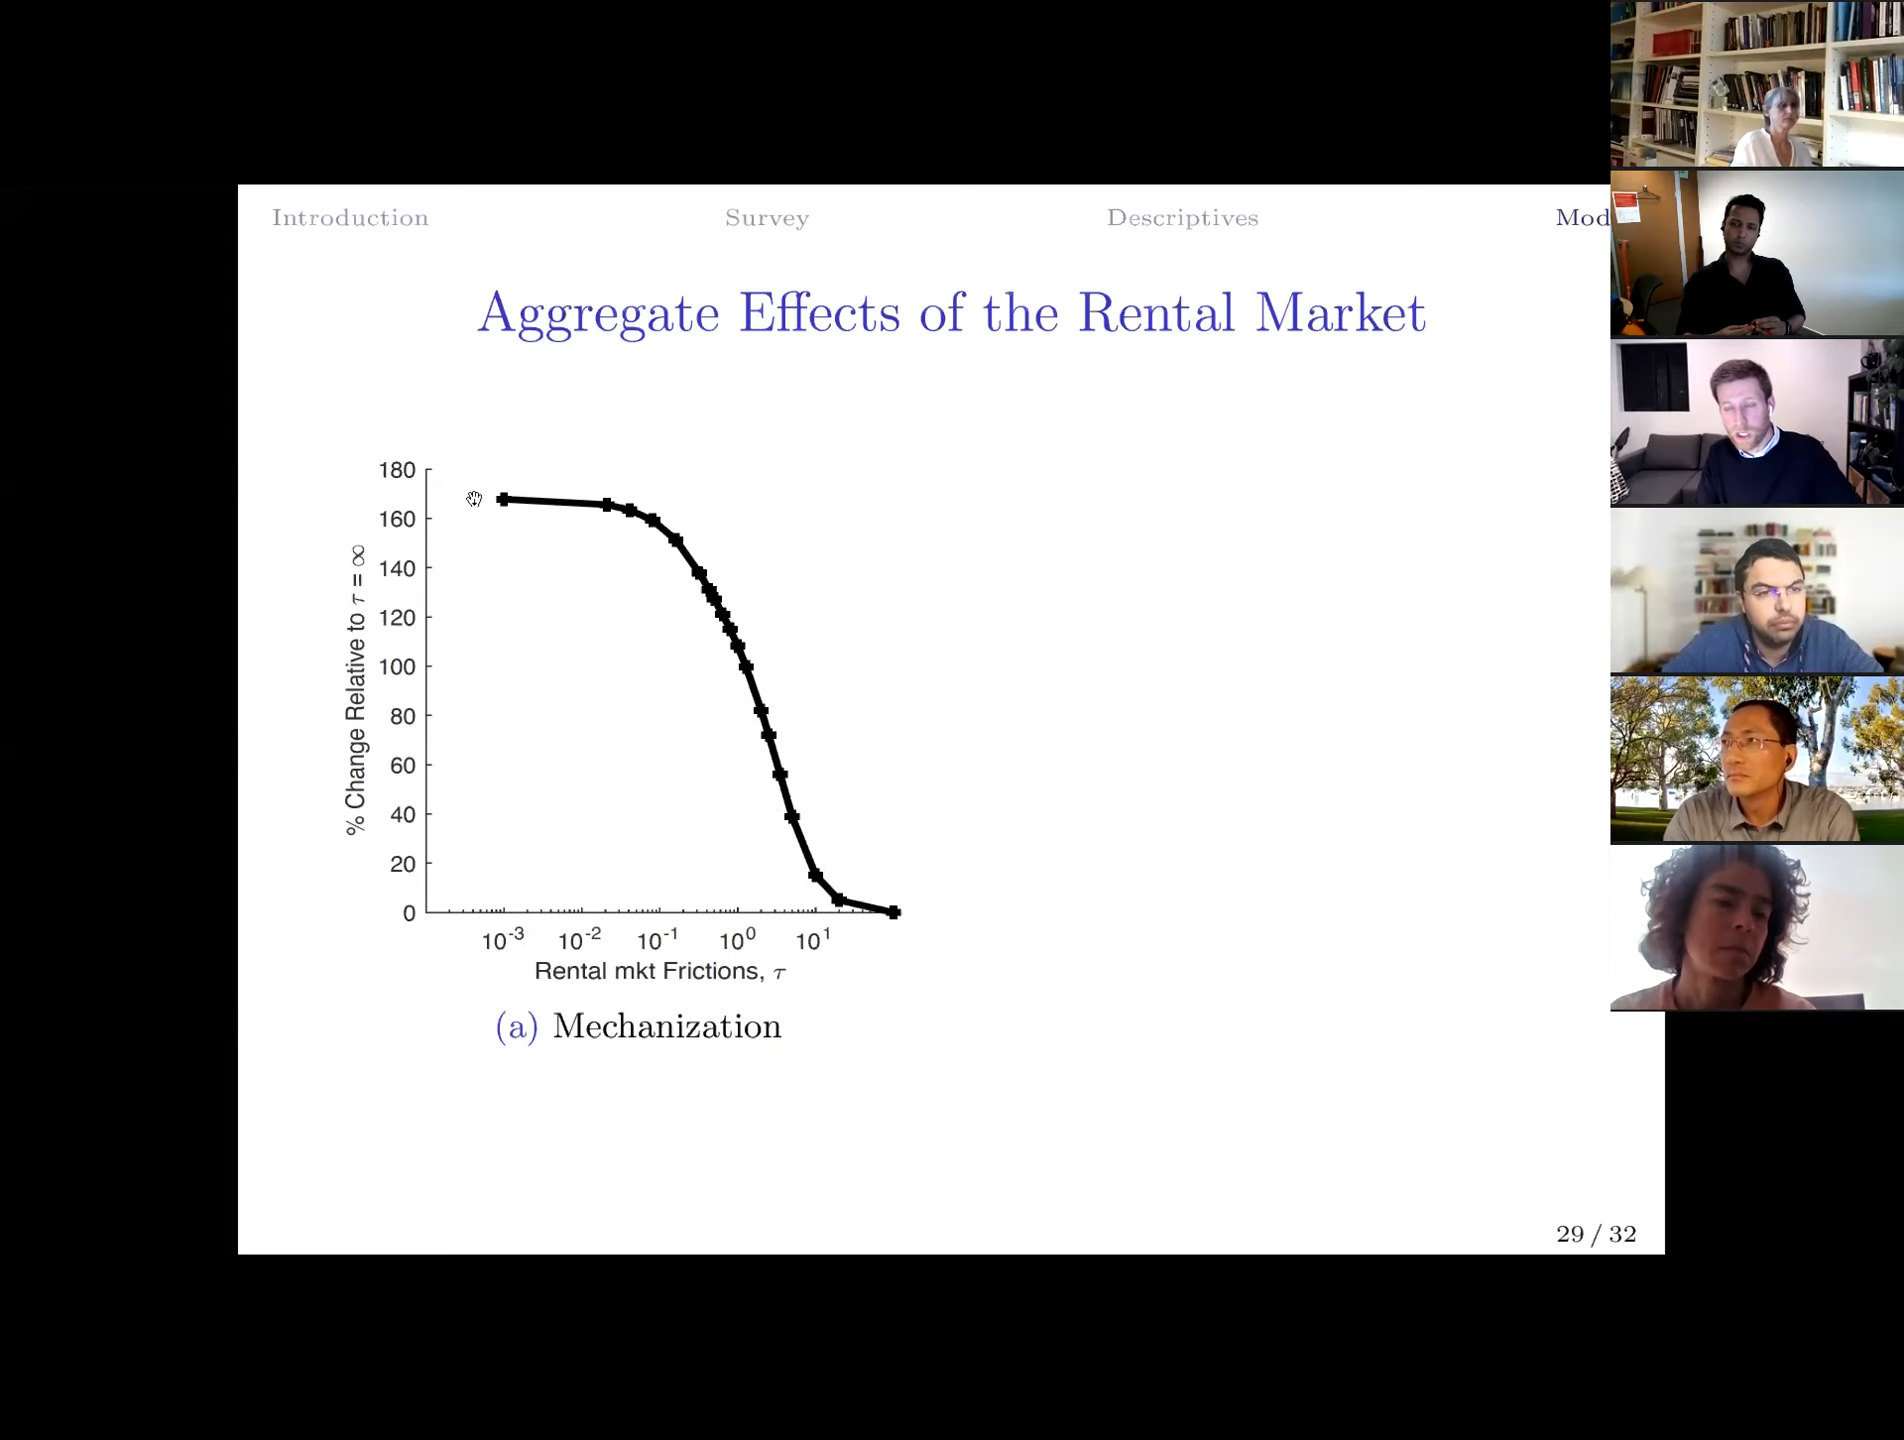 Introduction Survey Descriptives Mod
Aggregate Effects of the Rental Market
180
160
140
120
100
80
60
40
20
0
% Change Relative to τ = ∞
10^-3 10^-2 10^-1 10^0 10^1
Rental mkt Frictions, τ
(a) Mechanization
29 / 32